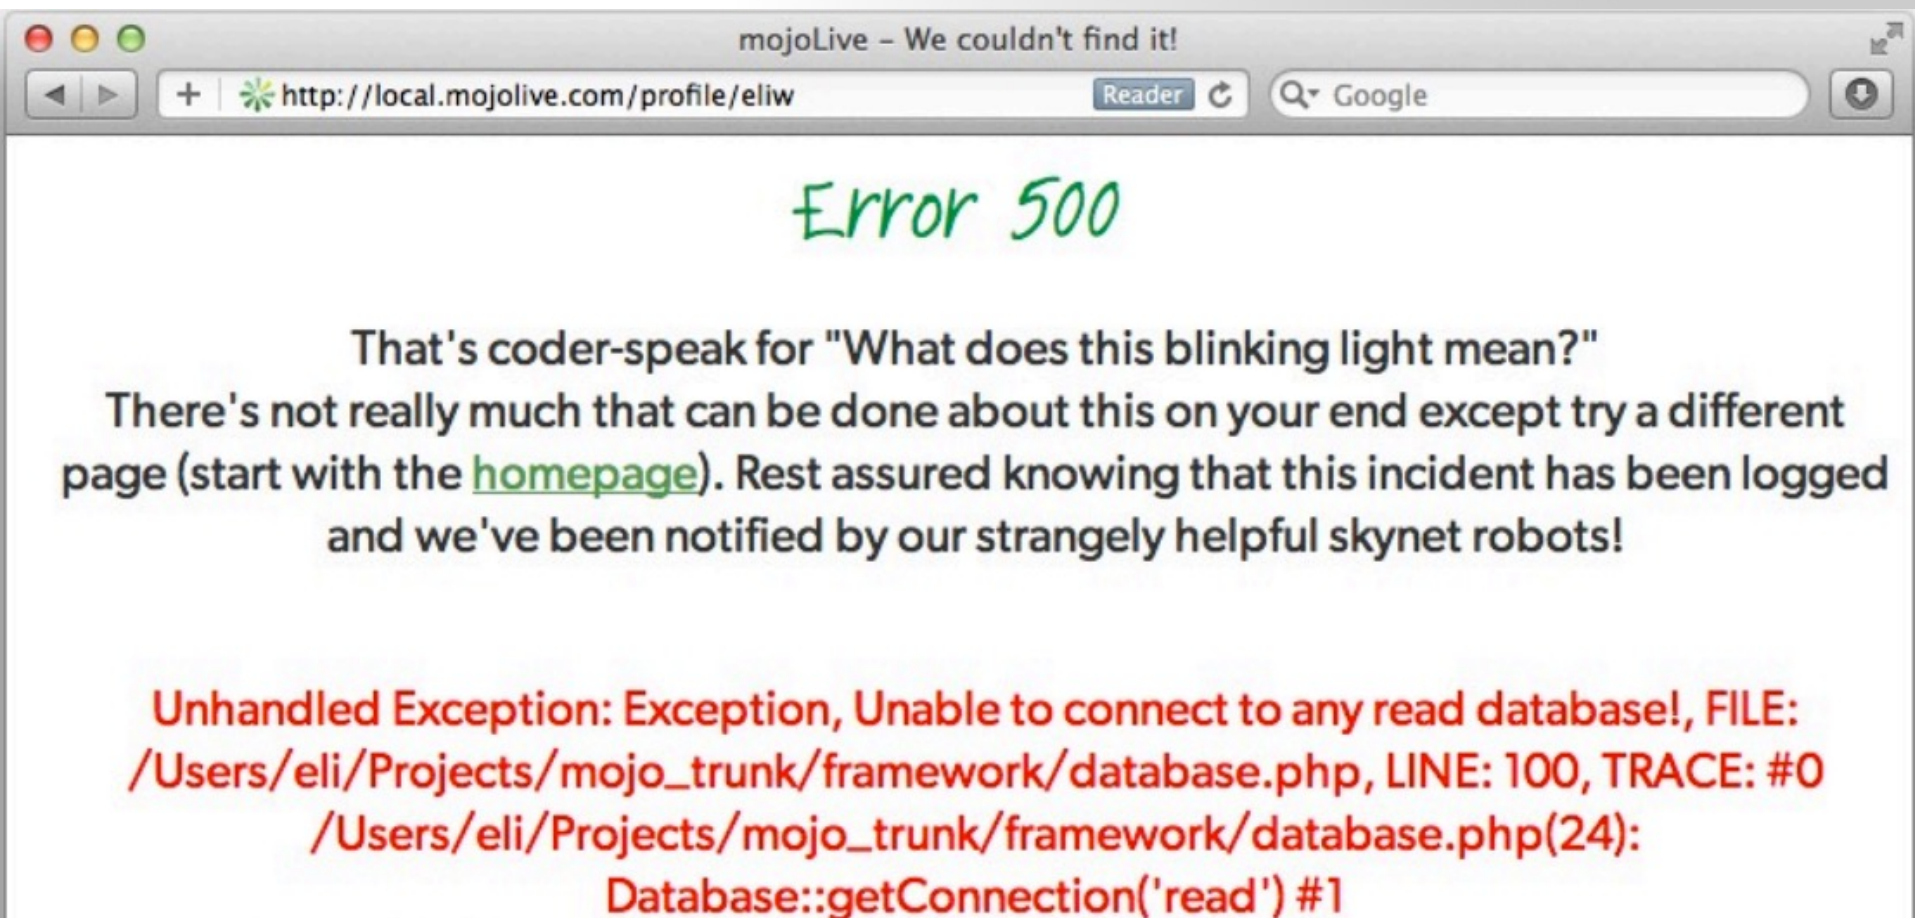 mojoLive – We couldn't find it!
http://local.mojolive.com/profile/eliw
Reader
Google
Error 500
That's coder-speak for "What does this blinking light mean?"
There's not really much that can be done about this on your end except try a different
page (start with the homepage). Rest assured knowing that this incident has been logged
and we've been notified by our strangely helpful skynet robots!
Unhandled Exception: Exception, Unable to connect to any read database!, FILE:
/Users/eli/Projects/mojo_trunk/framework/database.php, LINE: 100, TRACE: #0
/Users/eli/Projects/mojo_trunk/framework/database.php(24):
Database::getConnection('read') #1